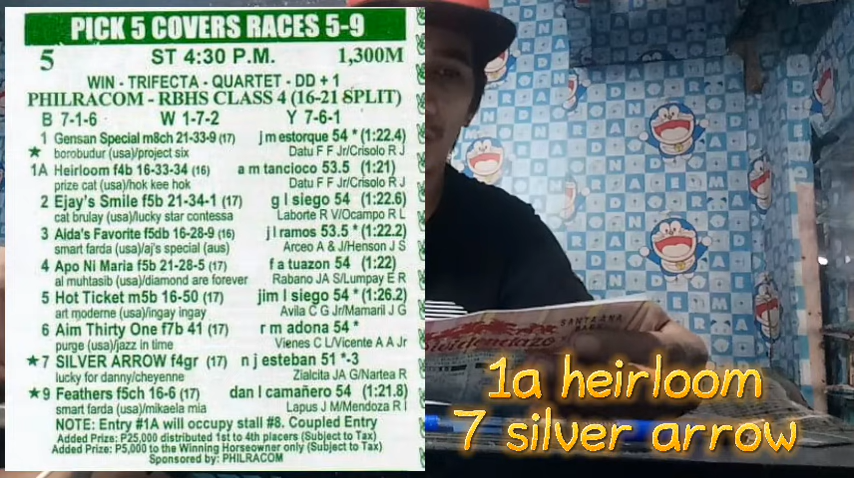 PICK 5 COVERS RACES 5-9
5 ST 4:30 P.M. 1,300M
WIN - TRIFECTA - QUARTET - DD + 1
PHILRACOM - RBHS CLASS 4 (16-21 SPLIT)
B 7-1-6 W 1-7-2 Y 7-6-1
1 Gensan Special m8ch 21-33-9 (17) j m estorque 54 * (1:22.4)
★ borobudur (usa)/project six Datu F F Jr/Crisolo R J
1A Heirloom f4b 16-33-34 (16) a m tancioco 53.5 (1:21)
prize cat (usa)/hok kee hok Datu F F Jr/Crisolo R J
2 Ejay's Smile f5b 21-34-1 (17) g l siego 54 (1:22.6)
cat brulay (usa)/lucky star contessa Laborte R V/Ocampo R L
3 Aida's Favorite f5db 16-28-9 (16) j l ramos 53.5 * (1:22.2)
smart farda (usa)/aj's special (aus) Arceo A & J/Henson J S
4 Apo Ni Maria f5b 21-28-5 (17) f a tuazon 54 (1:22)
al muhtasib (usa)/diamond are forever Rabano JA S/Lumpay E R
5 Hot Ticket m5b 16-50 (17) jim l siego 54 * (1:26.2)
art moderne (usa)/ingay ingay Avila C G Jr/Mamaril J G
6 Aim Thirty One f7b 41 (17) r m adona 54 *
purge (usa)/jazz in time Vienes C L/Vicente A A Jr
★7 SILVER ARROW f4gr (17) n j esteban 51 *-3
lucky for danny/cheyenne Zialcita JA G/Nartea R
★9 Feathers f5ch 16-6 (17) dan l camañero 54 (1:21.8)
smart farda (usa)/mikaela mia Lapus J M/Mendoza R I
NOTE: Entry #1A will occupy stall #8. Coupled Entry
Added Prize: P25,000 distributed 1st to 4th placers (Subject to Tax)
Added Prize: P5,000 to the Winning Horseowner only (Subject to Tax)
Sponsored by: PHILRACOM
SANTA ANA
PARK
Dividendazo
1a heirloom
7 silver arrow